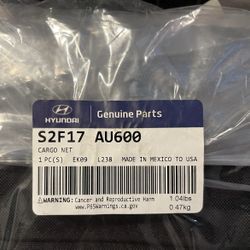 HYUNDAI
Genuine Parts
S2F17 AU600
CARGO NET
1 PC(S) EK09 L238 MADE IN MEXICO TO USA
⚠WARNING: Cancer and Reproductive Harm
www.P65Warnings.ca.gov
1.04lbs
0.47kg